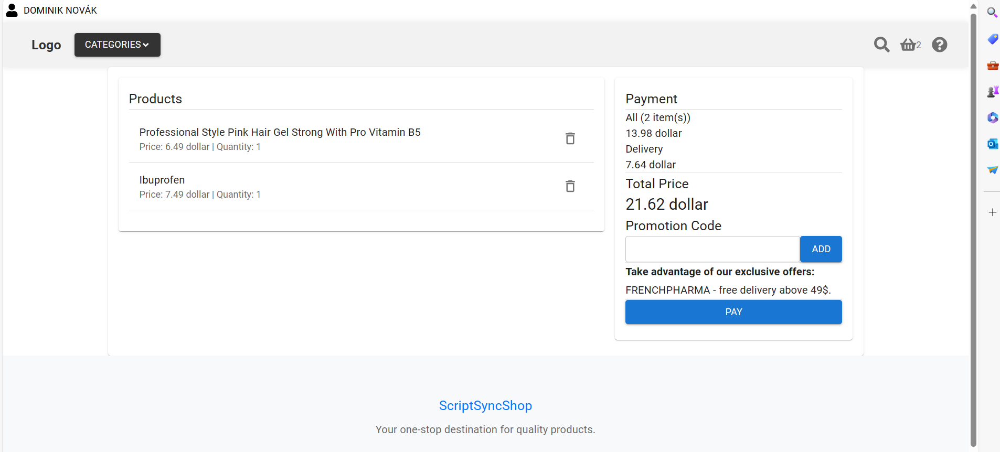 DOMINIK NOVÁK
Logo
CATEGORIES
2
Products
Professional Style Pink Hair Gel Strong With Pro Vitamin B5
Price: 6.49 dollar | Quantity: 1
Ibuprofen
Price: 7.49 dollar | Quantity: 1
Payment
All (2 item(s))
13.98 dollar
Delivery
7.64 dollar
Total Price
21.62 dollar
Promotion Code
ADD
Take advantage of our exclusive offers:
FRENCHPHARMA - free delivery above 49$.
PAY
ScriptSyncShop
Your one-stop destination for quality products.